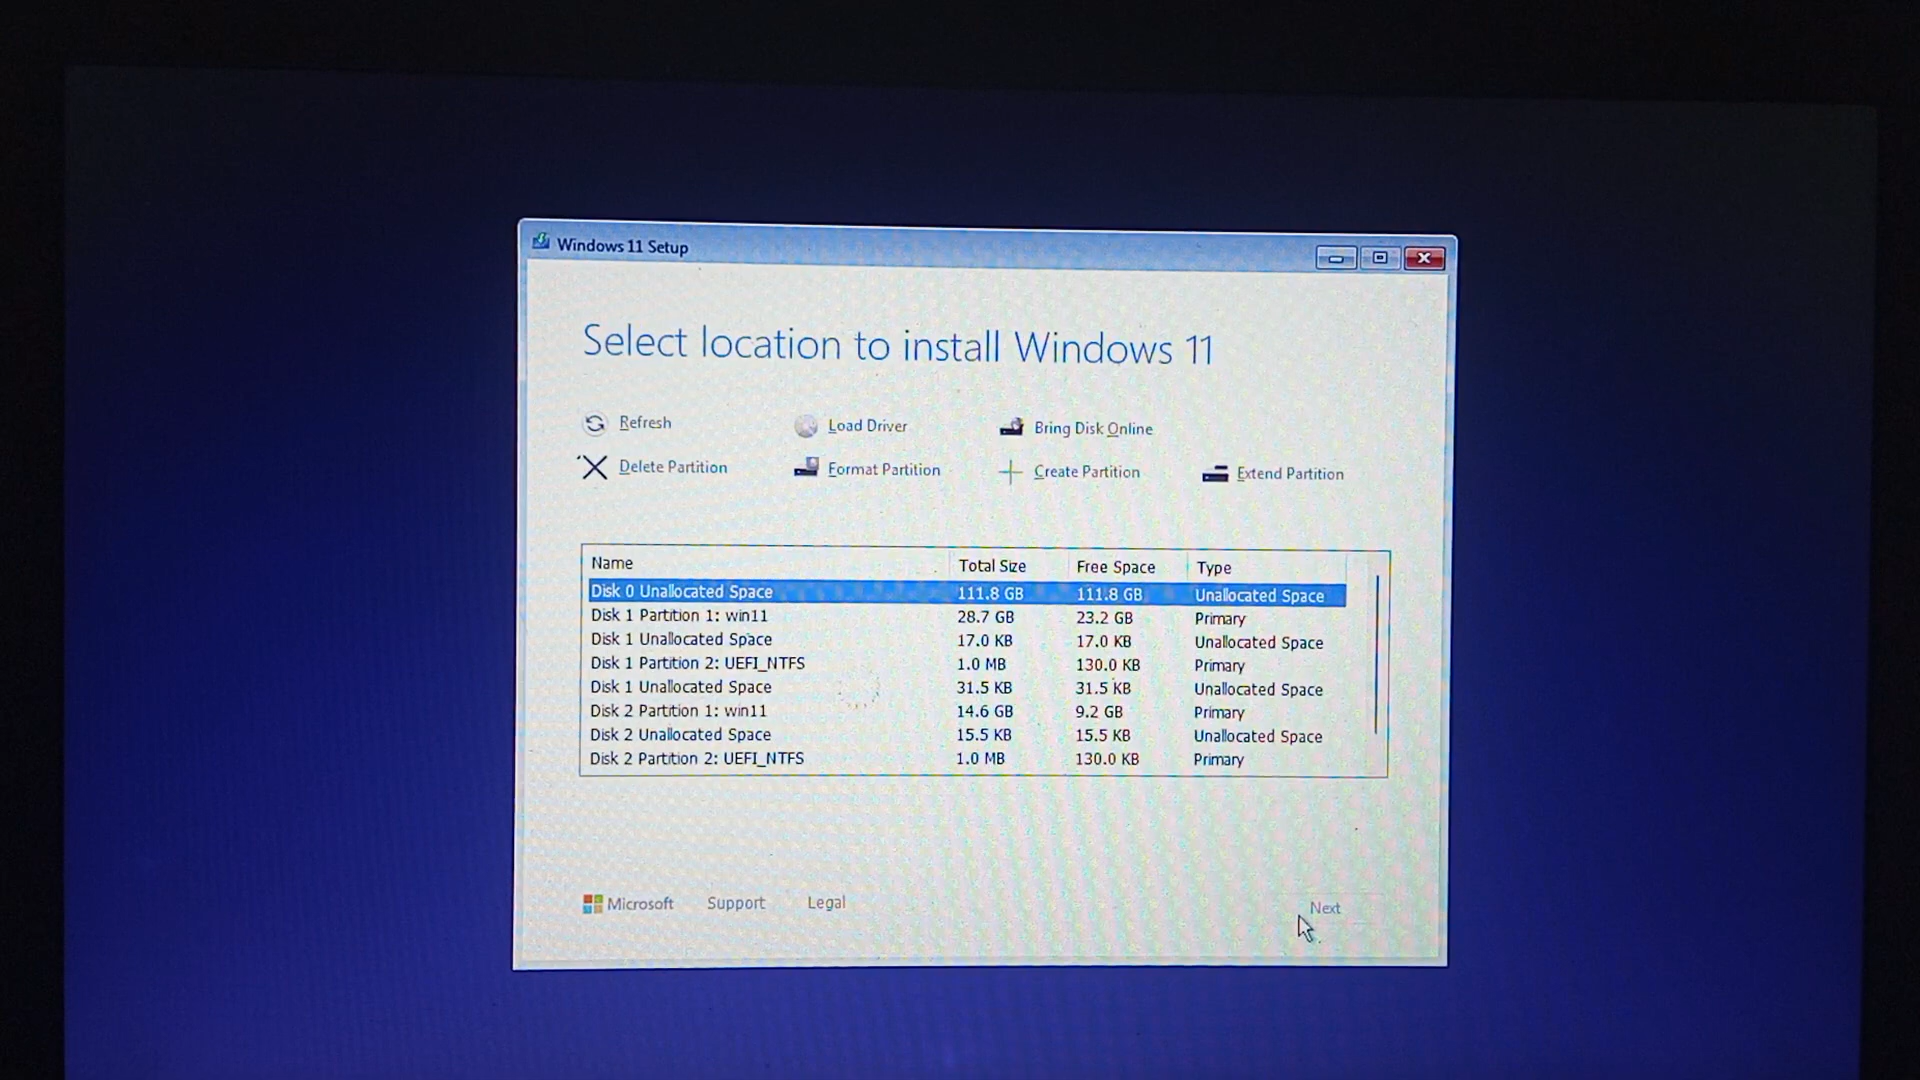 Windows 11 Setup
Select location to install Windows 11
Refresh Load Driver Bring Disk Online
Delete Partition Format Partition Create Partition Extend Partition
Name Total Size Free Space Type
Disk 0 Unallocated Space 111.8 GB 111.8 GB Unallocated Space
Disk 1 Partition 1: win11 28.7 GB 23.2 GB Primary
Disk 1 Unallocated Space 17.0 KB 17.0 KB Unallocated Space
Disk 1 Partition 2: UEFI_NTFS 1.0 MB 130.0 KB Primary
Disk 1 Unallocated Space 31.5 KB 31.5 KB Unallocated Space
Disk 2 Partition 1: win11 14.6 GB 9.2 GB Primary
Disk 2 Unallocated Space 15.5 KB 15.5 KB Unallocated Space
Disk 2 Partition 2: UEFI_NTFS 1.0 MB 130.0 KB Primary
Microsoft Support Legal Next